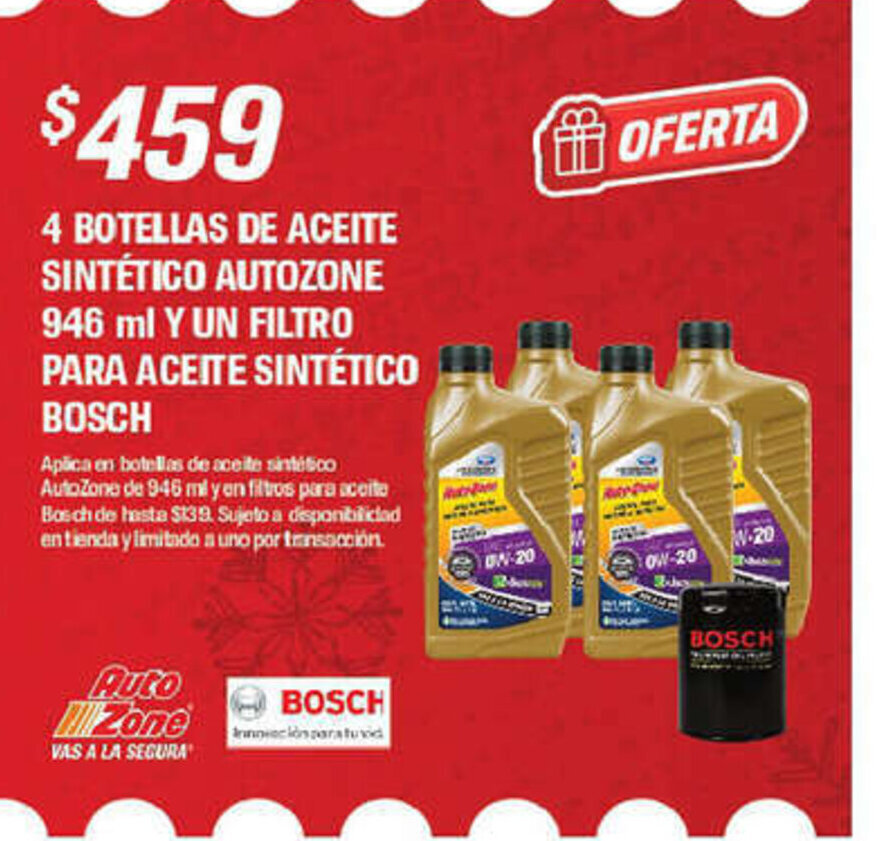 $459
OFERTA
4 BOTELLAS DE ACEITE
SINTÉTICO AUTOZONE
946 ml Y UN FILTRO
PARA ACEITE SINTÉTICO
BOSCH
Aplica en botellas de aceite sintético
AutoZone de 946 ml y en filtros para aceite
Bosch de hasta $139. Sujeto a disponibilidad
en tienda y limitado a uno por transacción.
AutoZone
AutoZone
0W-20
0W-20
W-20
BOSCH
Auto
Zone
VAS A LA SEGURA
BOSCH
Innovación para tu vid